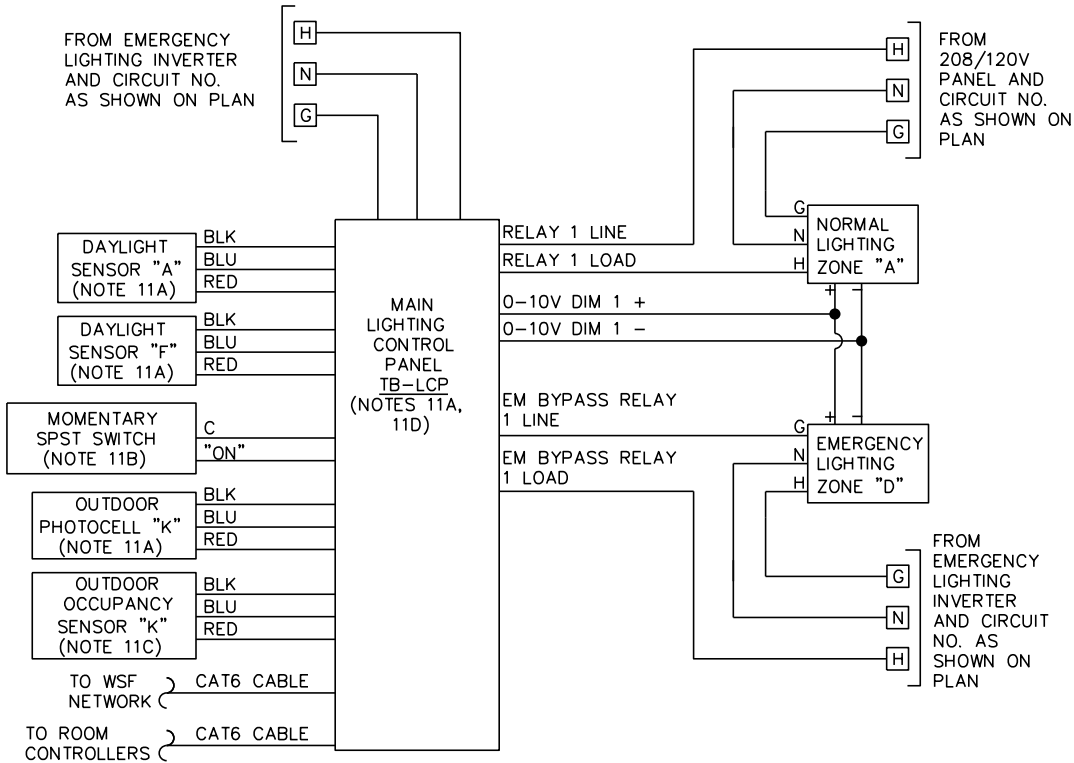 FROM EMERGENCY
LIGHTING INVERTER
AND CIRCUIT NO.
AS SHOWN ON PLAN
H
N
G
H
N
G
FROM
208/120V
PANEL AND
CIRCUIT NO.
AS SHOWN ON
PLAN
DAYLIGHT
SENSOR "A"
(NOTE 11A)
BLK
BLU
RED
DAYLIGHT
SENSOR "F"
(NOTE 11A)
BLK
BLU
RED
MOMENTARY
SPST SWITCH
(NOTE 11B)
C
"ON"
OUTDOOR
PHOTOCELL "K"
(NOTE 11A)
BLK
BLU
RED
OUTDOOR
OCCUPANCY
SENSOR "K"
(NOTE 11C)
BLK
BLU
RED
TO WSF
NETWORK
CAT6 CABLE
TO ROOM
CONTROLLERS
CAT6 CABLE
MAIN
LIGHTING
CONTROL
PANEL
TB-LCP
(NOTES 11A,
11D)
RELAY 1 LINE
RELAY 1 LOAD
0-10V DIM 1 +
0-10V DIM 1 -
EM BYPASS RELAY
1 LINE
EM BYPASS RELAY
1 LOAD
G
N
H
NORMAL
LIGHTING
ZONE "A"
+ -
+ -
G
N
H
EMERGENCY
LIGHTING
ZONE "D"
G
N
H
FROM
EMERGENCY
LIGHTING
INVERTER
AND CIRCUIT
NO. AS
SHOWN ON
PLAN